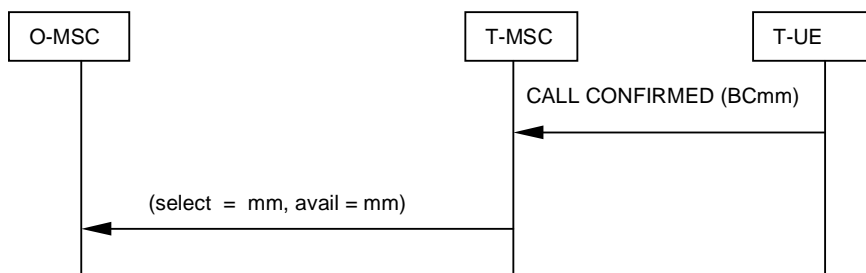 O-MSC T-MSC T-UE
CALL CONFIRMED (BCmm)
(select = mm, avail = mm)